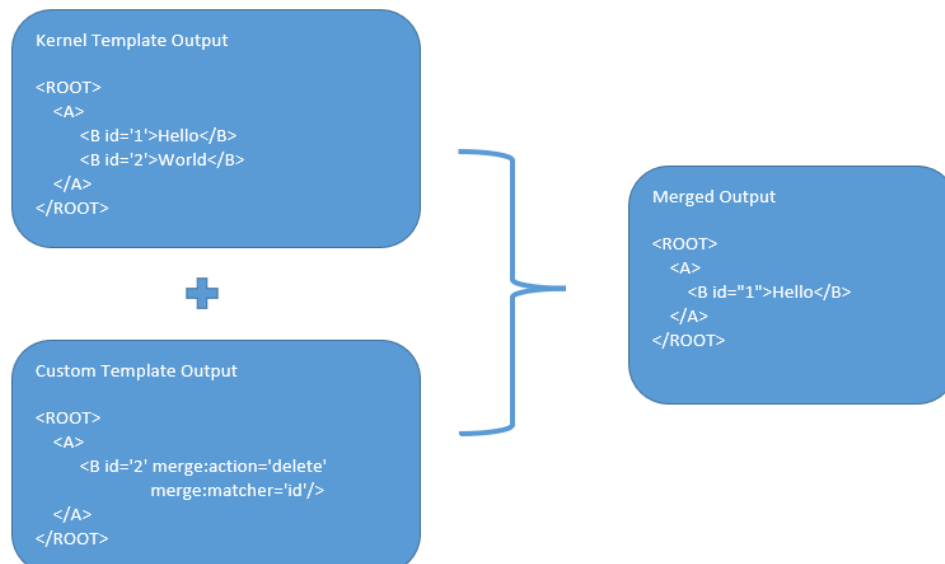 Kernel Template Output
<ROOT>
<A>
<B id='1'>Hello</B>
<B id='2'>World</B>
</A>
</ROOT>
Custom Template Output
<ROOT>
<A>
<B id='2' merge:action='delete'
merge:matcher='id'/>
</A>
</ROOT>
Merged Output
<ROOT>
<A>
<B id="1">Hello</B>
</A>
</ROOT>